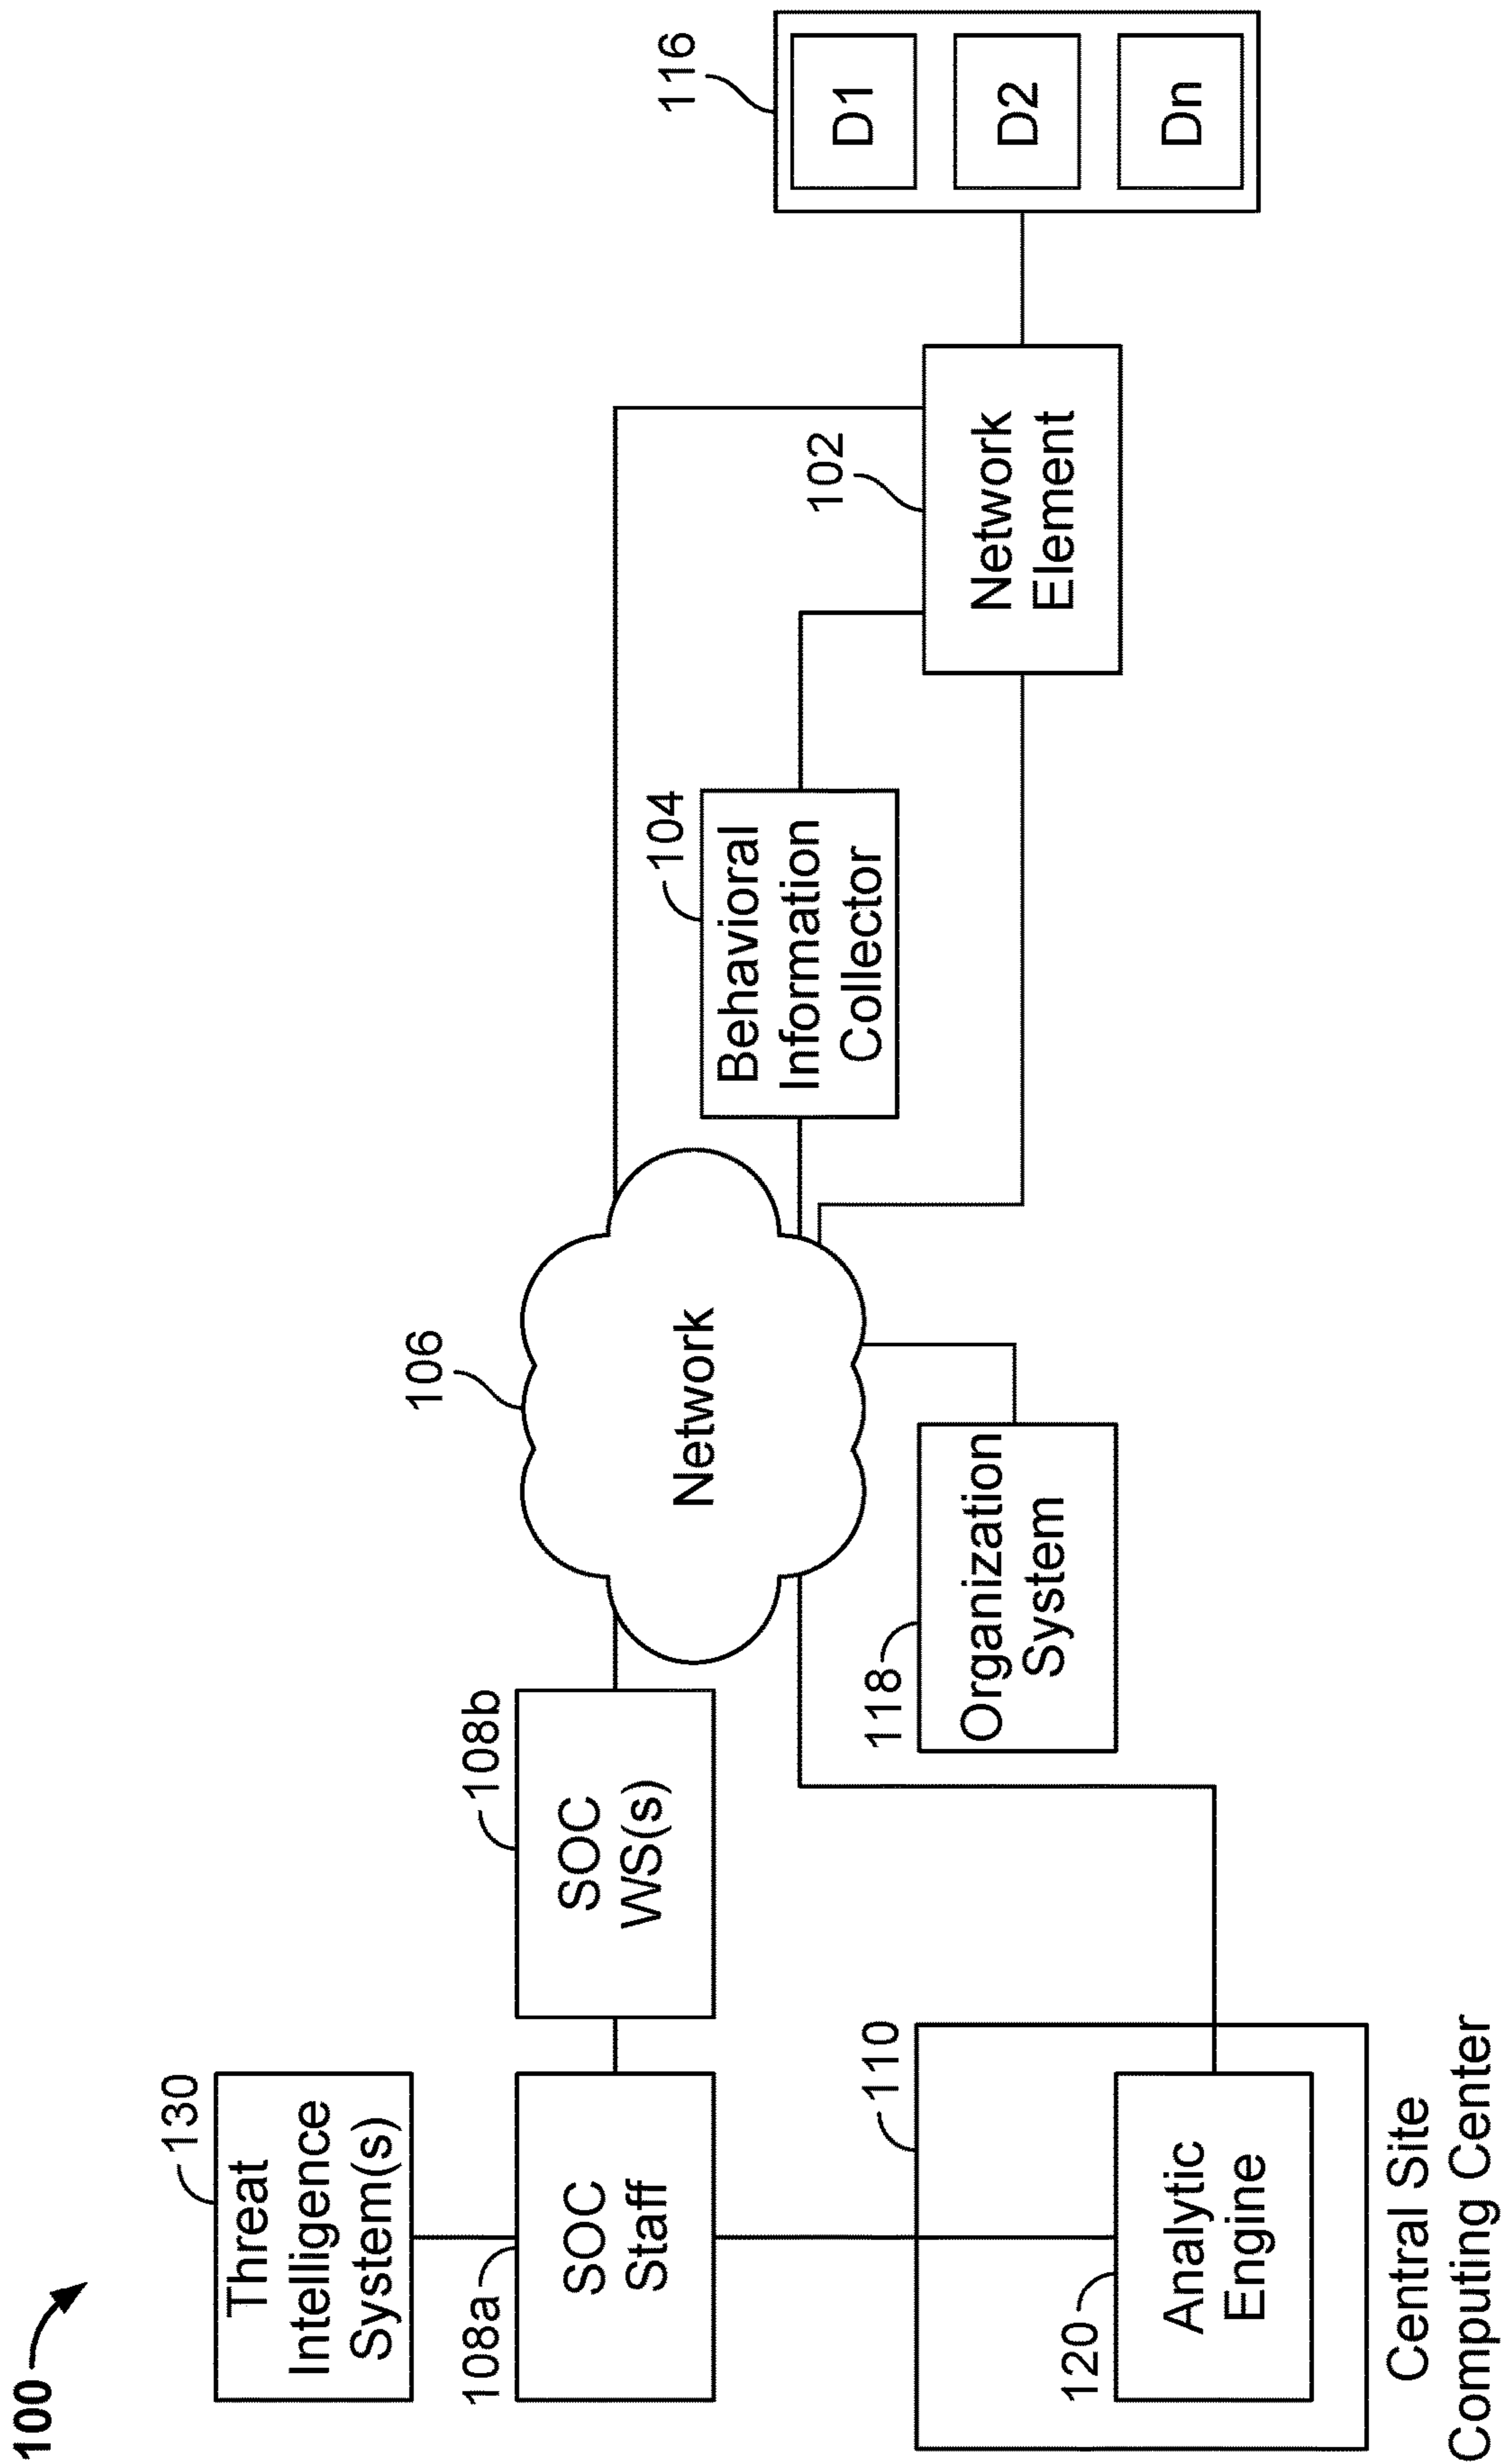 100
130
Threat
Intelligence
System(s)
108a
SOC
Staff
108b
SOC
WS(s)
106
Network
104
Behavioral
Information
Collector
102
Network
Element
116
D1
D2
Dn
118
Organization
System
110
120
Analytic
Engine
Central Site
Computing Center